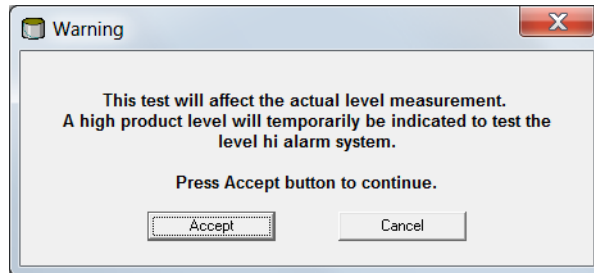 Warning
This test will affect the actual level measurement.
A high product level will temporarily be indicated to test the
level hi alarm system.
Press Accept button to continue.
Accept
Cancel